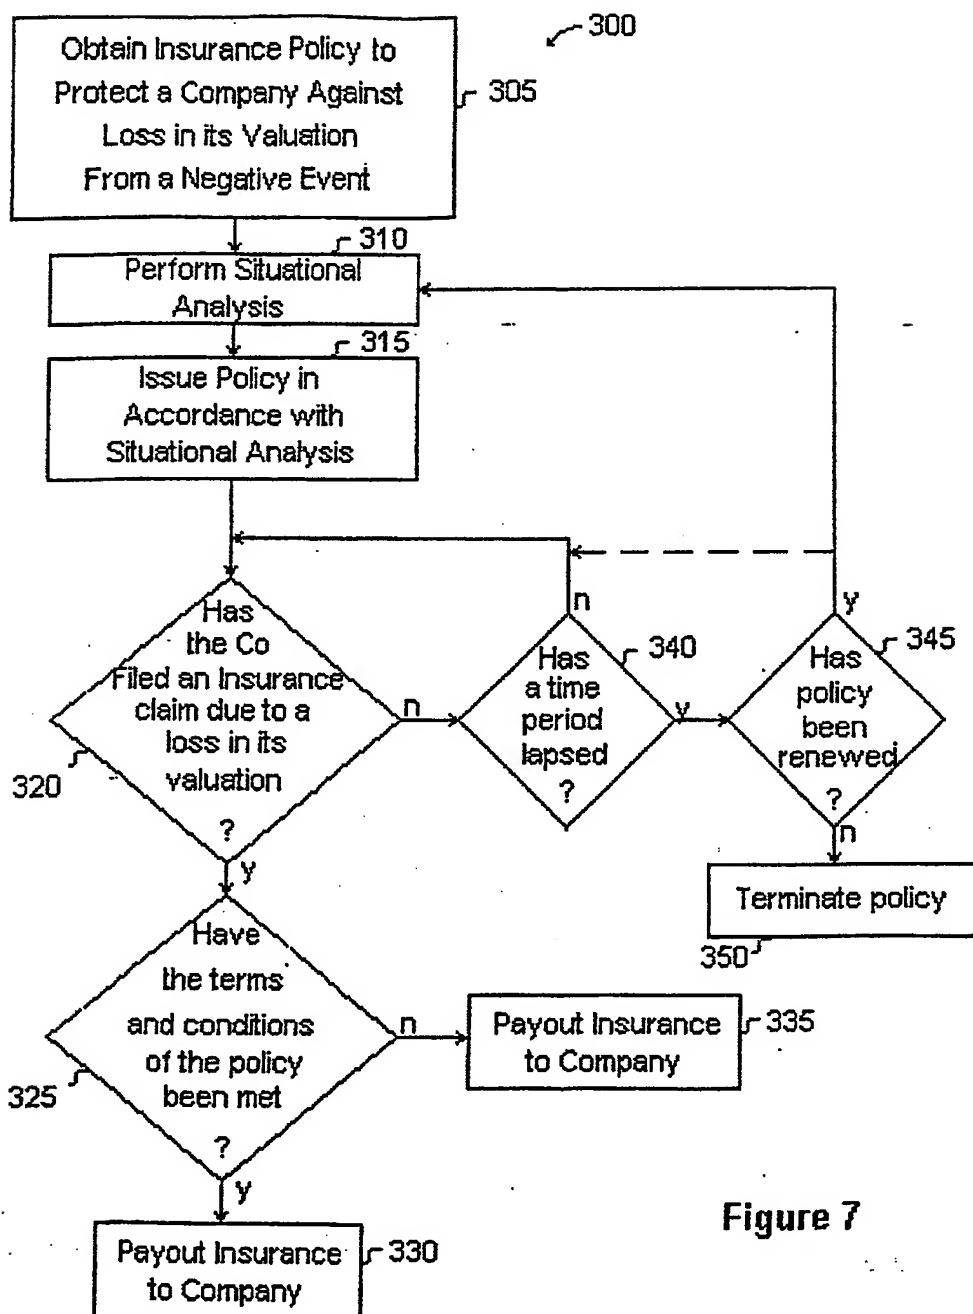 300
Obtain Insurance Policy to
Protect a Company Against
Loss in its Valuation
From a Negative Event
305
310
Perform Situational
Analysis
315
Issue Policy in
Accordance with
Situational Analysis
Has
the Co
Filed an Insurance
claim due to a
loss in its
valuation
?
320
n
y
n
Has
a time
period
lapsed
?
340
y
y
Has
policy
been
renewed
?
345
n
Terminate policy
350
Have
the terms
and conditions
of the policy
been met
?
325
n
Payout Insurance
to Company
335
y
Payout Insurance
to Company
330
Figure 7